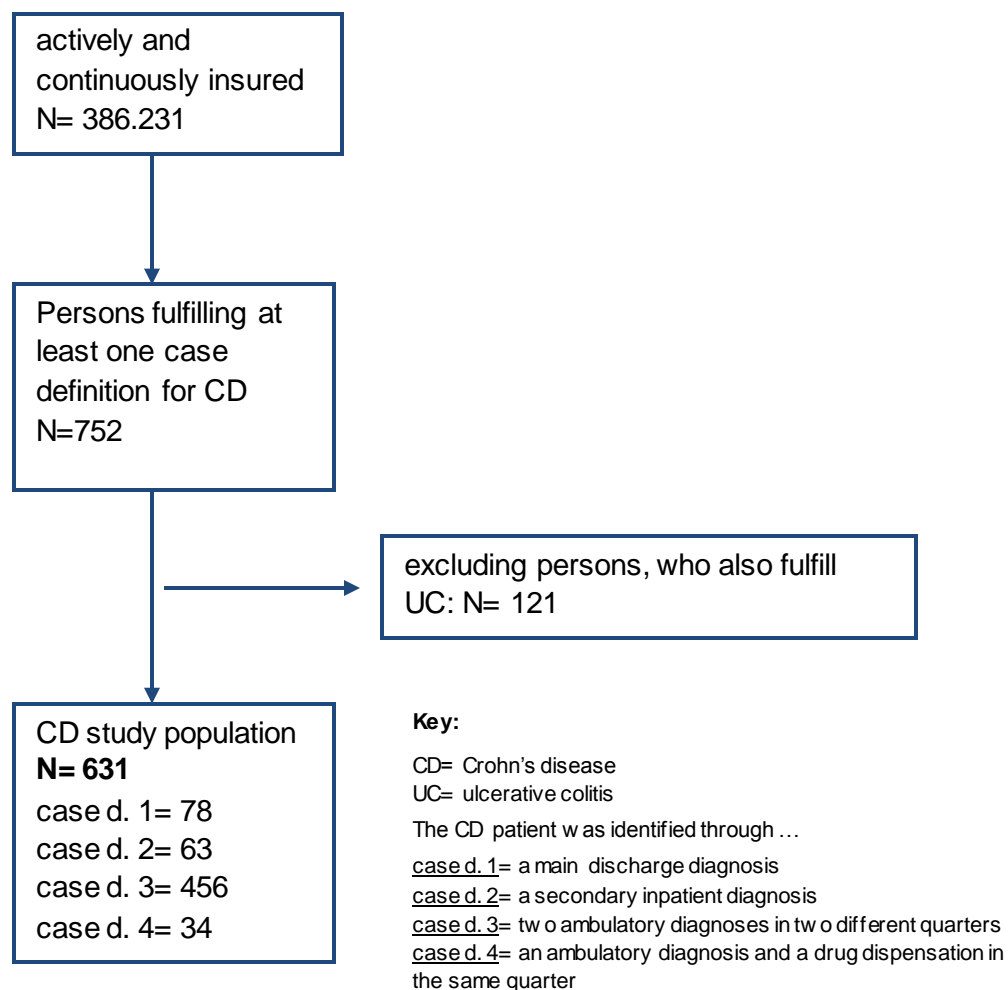 actively and
continuously insured
N= 386.231
Persons fulfilling at
least one case
definition for CD
N=752
excluding persons, who also fulfill
UC: N= 121
CD study population
N= 631
case d. 1= 78
case d. 2= 63
case d. 3= 456
case d. 4= 34
Key:
CD= Crohn's disease
UC= ulcerative colitis
The CD patient was identified through …
case d. 1= a main discharge diagnosis
case d. 2= a secondary inpatient diagnosis
case d. 3= two ambulatory diagnoses in two different quarters
case d. 4= an ambulatory diagnosis and a drug dispensation in
the same quarter